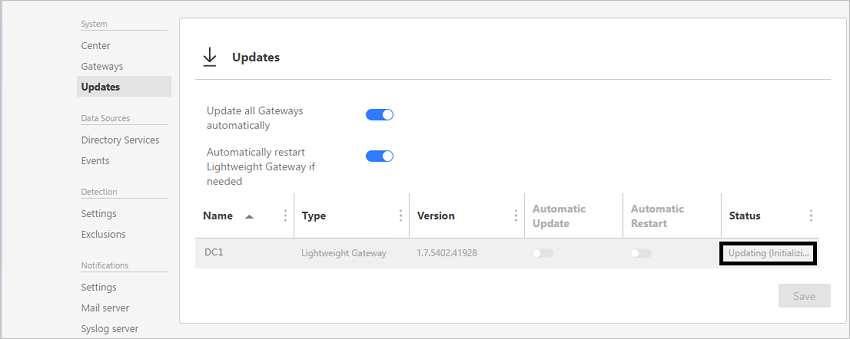 System
Center
Gateways
Updates
Data Sources
Directory Services
Events
Detection
Settings
Exclusions
Notifications
Settings
Mail server
Syslog server
Updates
Update all Gateways
automatically
Automatically restart
Lightweight Gateway if
needed
Name Type Version Automatic Update Automatic Restart Status
DC1 Lightweight Gateway 1.7.5402.41928 Updating (Initializi...
Save